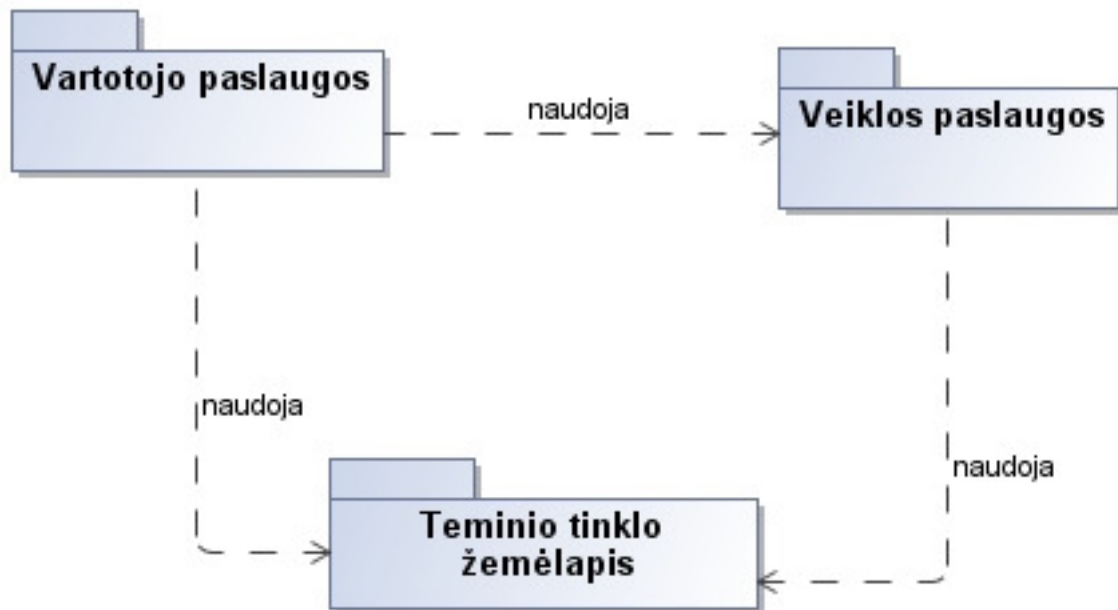 Vartotojo paslaugos
naudoja
Veiklos paslaugos
naudoja
naudoja
Teminio tinklo
žemėlapis